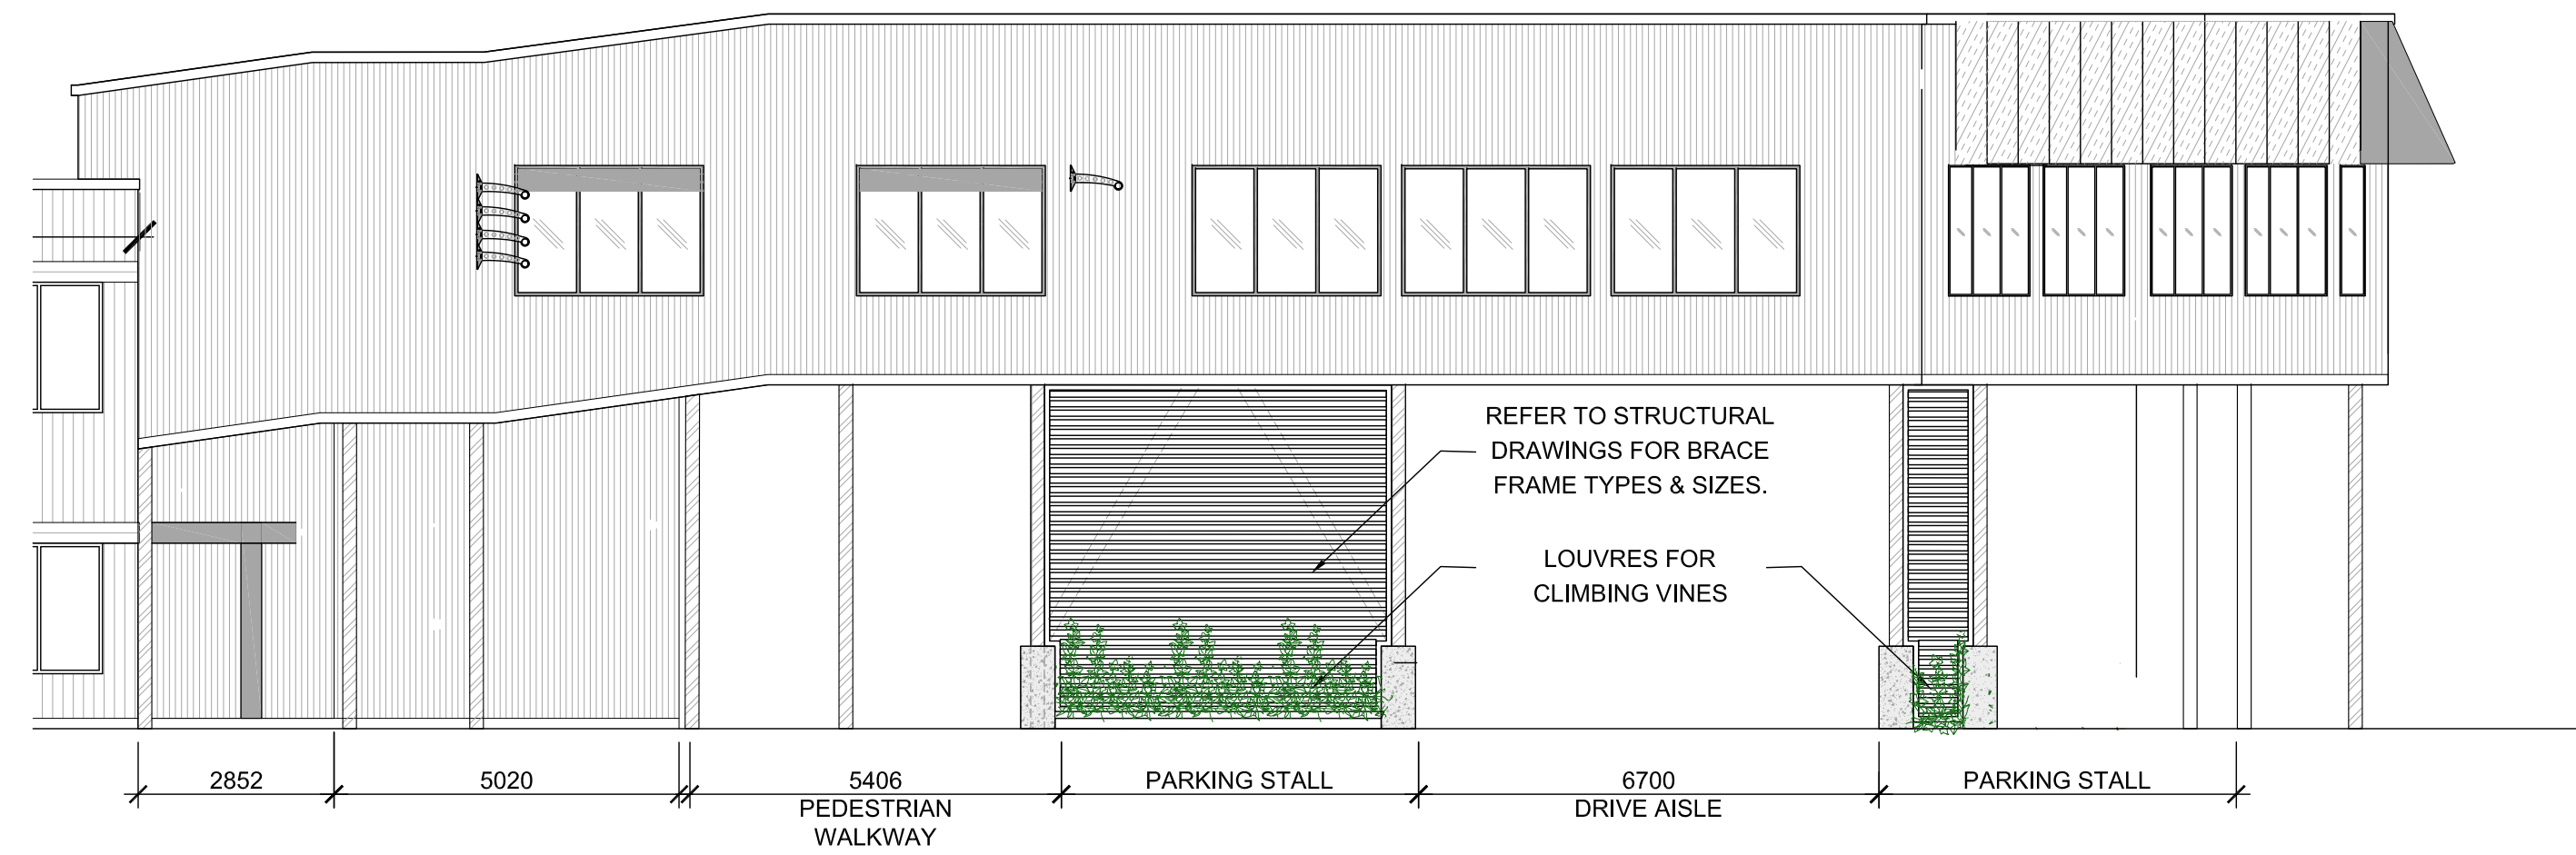 REFER TO STRUCTURAL
DRAWINGS FOR BRACE
FRAME TYPES & SIZES.
LOUVRES FOR
CLIMBING VINES
2852
5020
5406
PEDESTRIAN
WALKWAY
PARKING STALL
6700
DRIVE AISLE
PARKING STALL